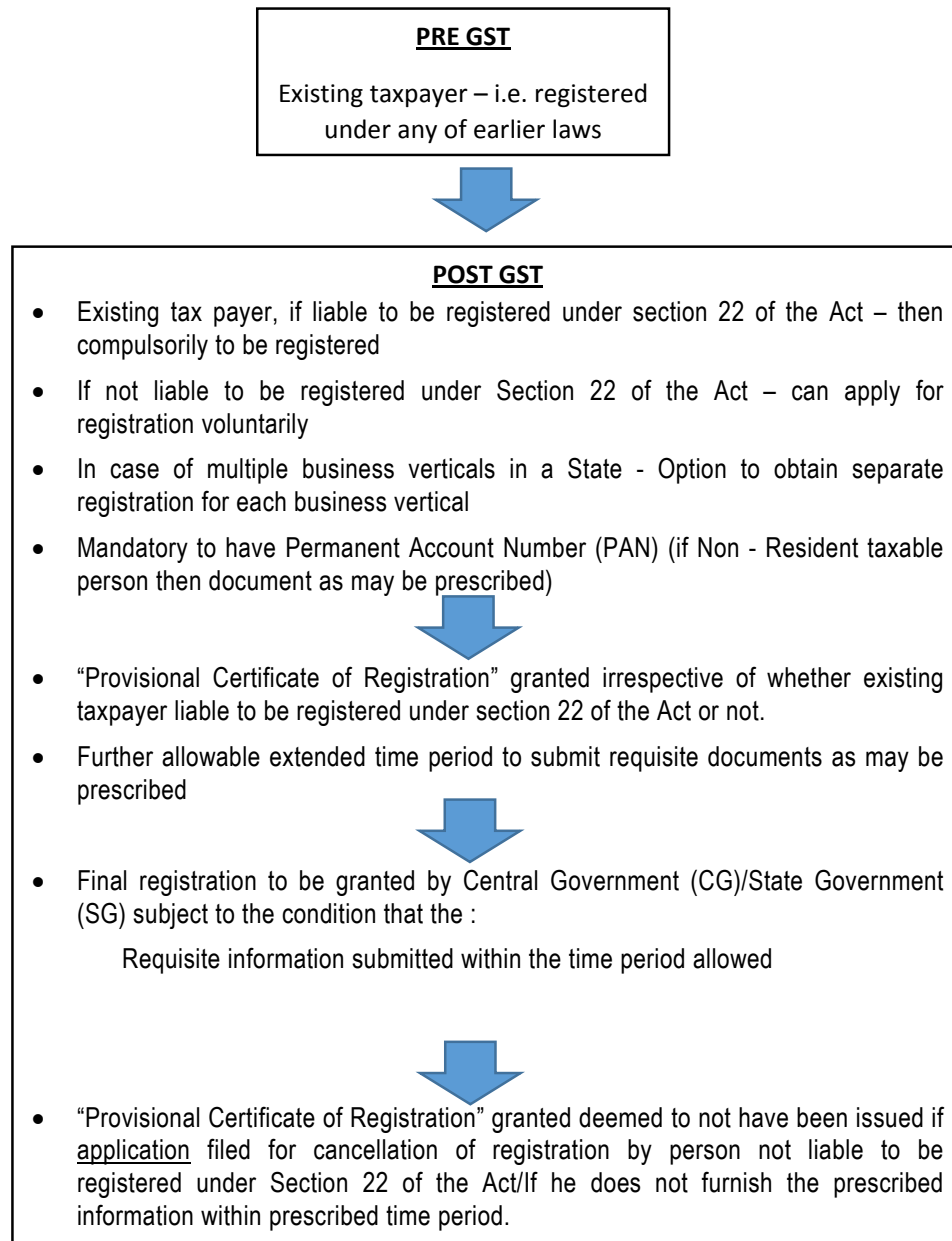 PRE GST
Existing taxpayer – i.e. registered
under any of earlier laws
POST GST
• Existing tax payer, if liable to be registered under section 22 of the Act – then
compulsorily to be registered
• If not liable to be registered under Section 22 of the Act – can apply for
registration voluntarily
• In case of multiple business verticals in a State - Option to obtain separate
registration for each business vertical
• Mandatory to have Permanent Account Number (PAN) (if Non - Resident taxable
person then document as may be prescribed)
• “Provisional Certificate of Registration” granted irrespective of whether existing
taxpayer liable to be registered under section 22 of the Act or not.
• Further allowable extended time period to submit requisite documents as may be
prescribed
• Final registration to be granted by Central Government (CG)/State Government
(SG) subject to the condition that the :
Requisite information submitted within the time period allowed
• “Provisional Certificate of Registration” granted deemed to not have been issued if
application filed for cancellation of registration by person not liable to be
registered under Section 22 of the Act/If he does not furnish the prescribed
information within prescribed time period.